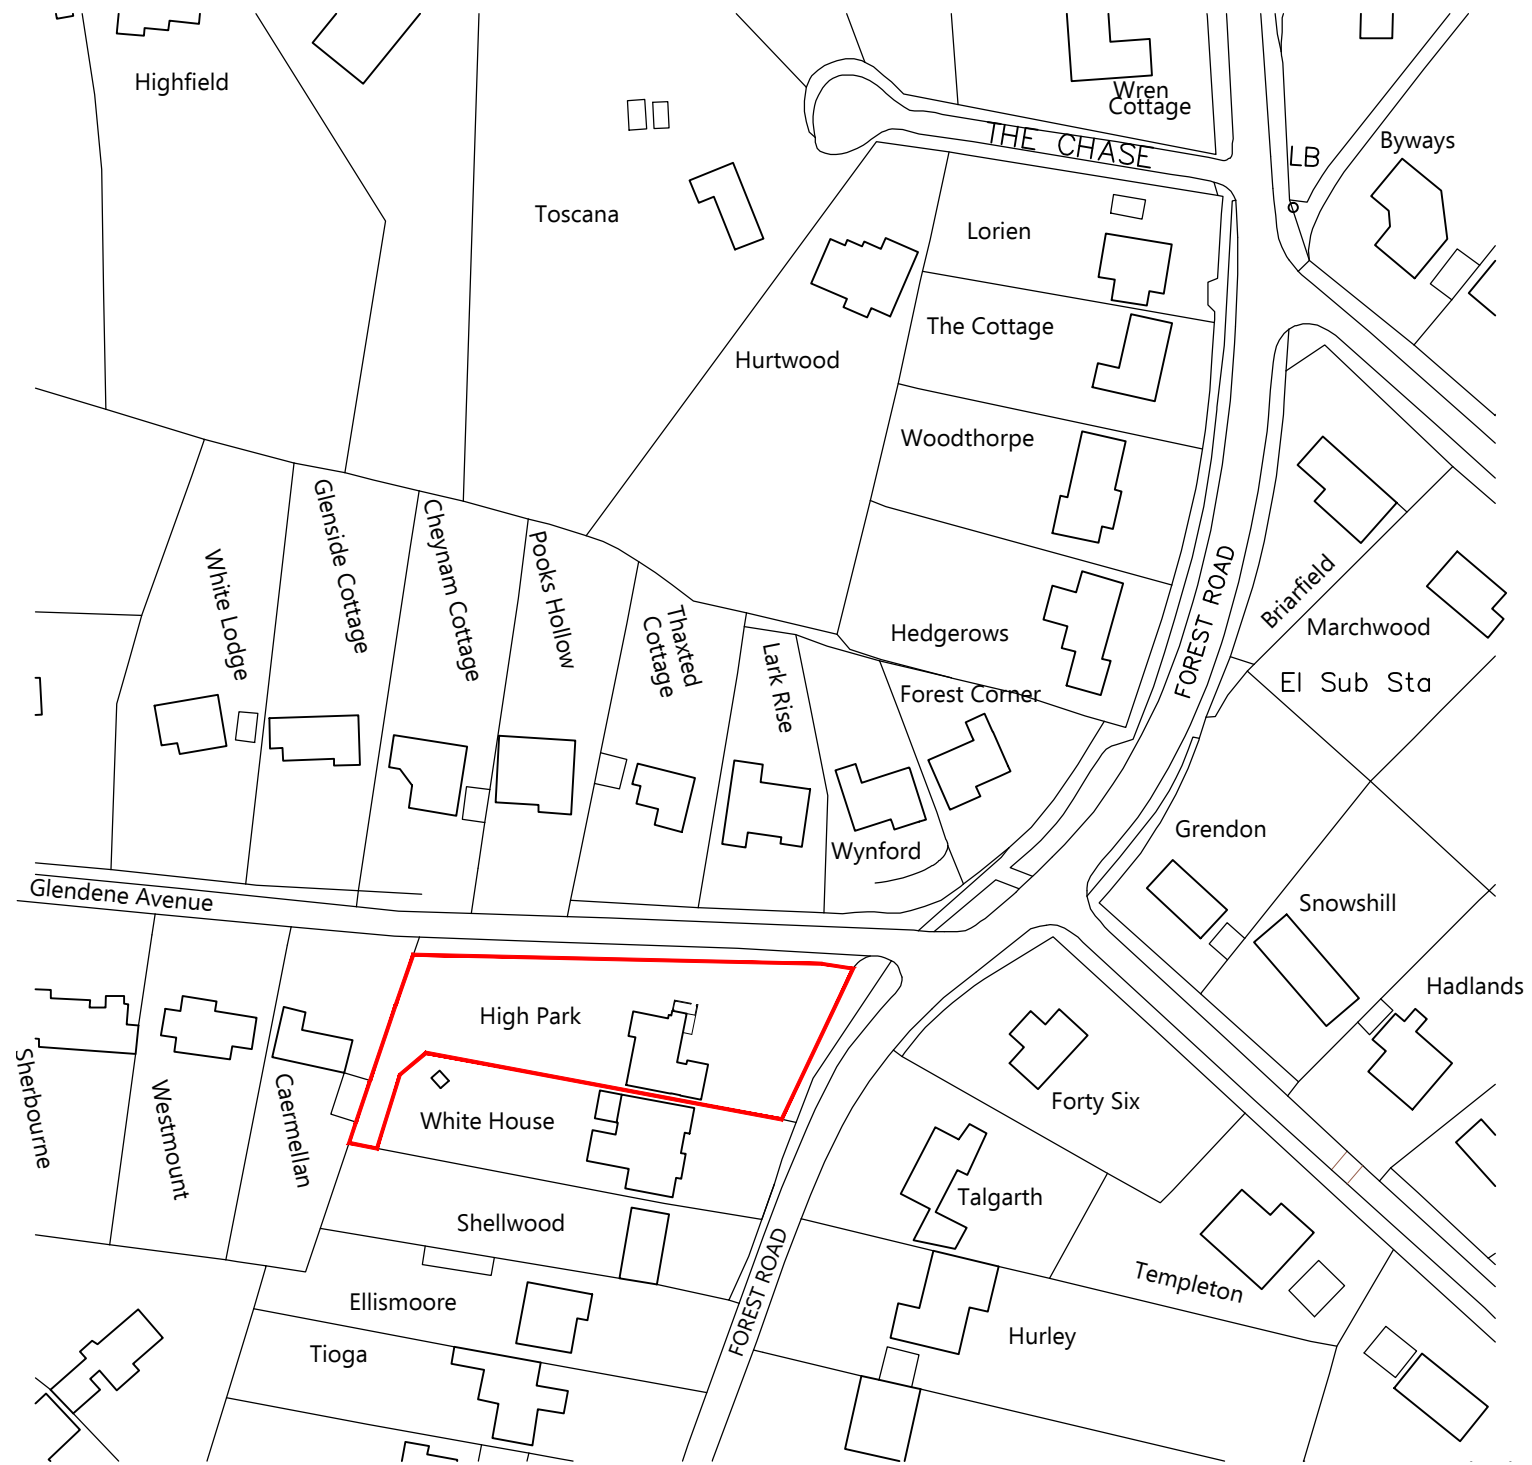 Highfield
Wren
Cottage
THE CHASE
LB
Byways
Toscana
Lorien
The Cottage
Hurtwood
Woodthorpe
Glenside Cottage
Cheynam Cottage
Pooks Hollow
White Lodge
Thaxted
Cottage
Lark Rise
Hedgerows
FOREST ROAD
Briarfield
Marchwood
El Sub Sta
Forest Corner
Wynford
Grendon
Snowshill
Glendene Avenue
Hadlands
High Park
Sherbourne
Westmount
Caermellan
White House
Forty Six
Talgarth
Shellwood
FOREST ROAD
Templeton
Ellismoore
Hurley
Tioga